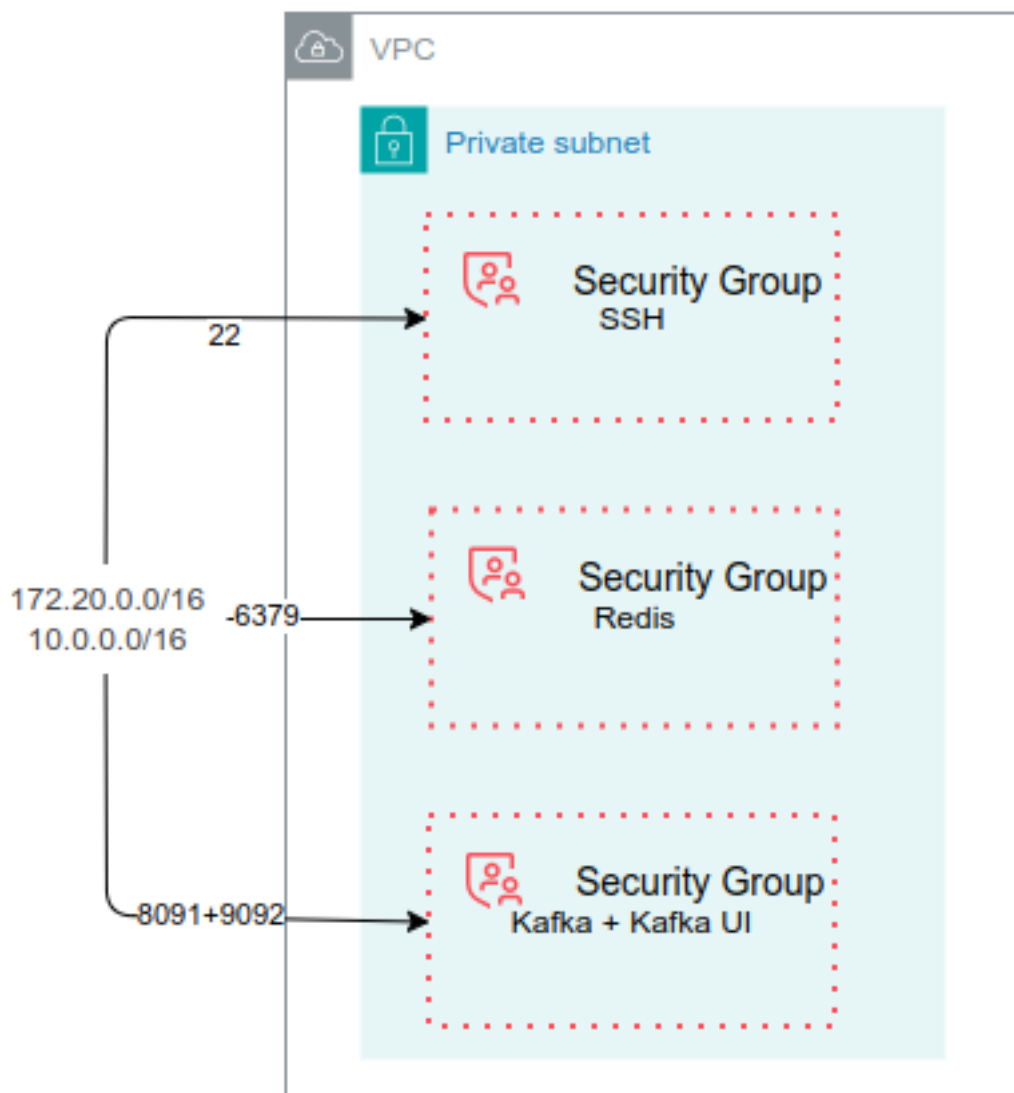 VPC
Private subnet
Security Group
SSH
22
172.20.0.0/16
10.0.0.0/16
-6379
Security Group
Redis
8091+9092
Security Group
Kafka + Kafka UI